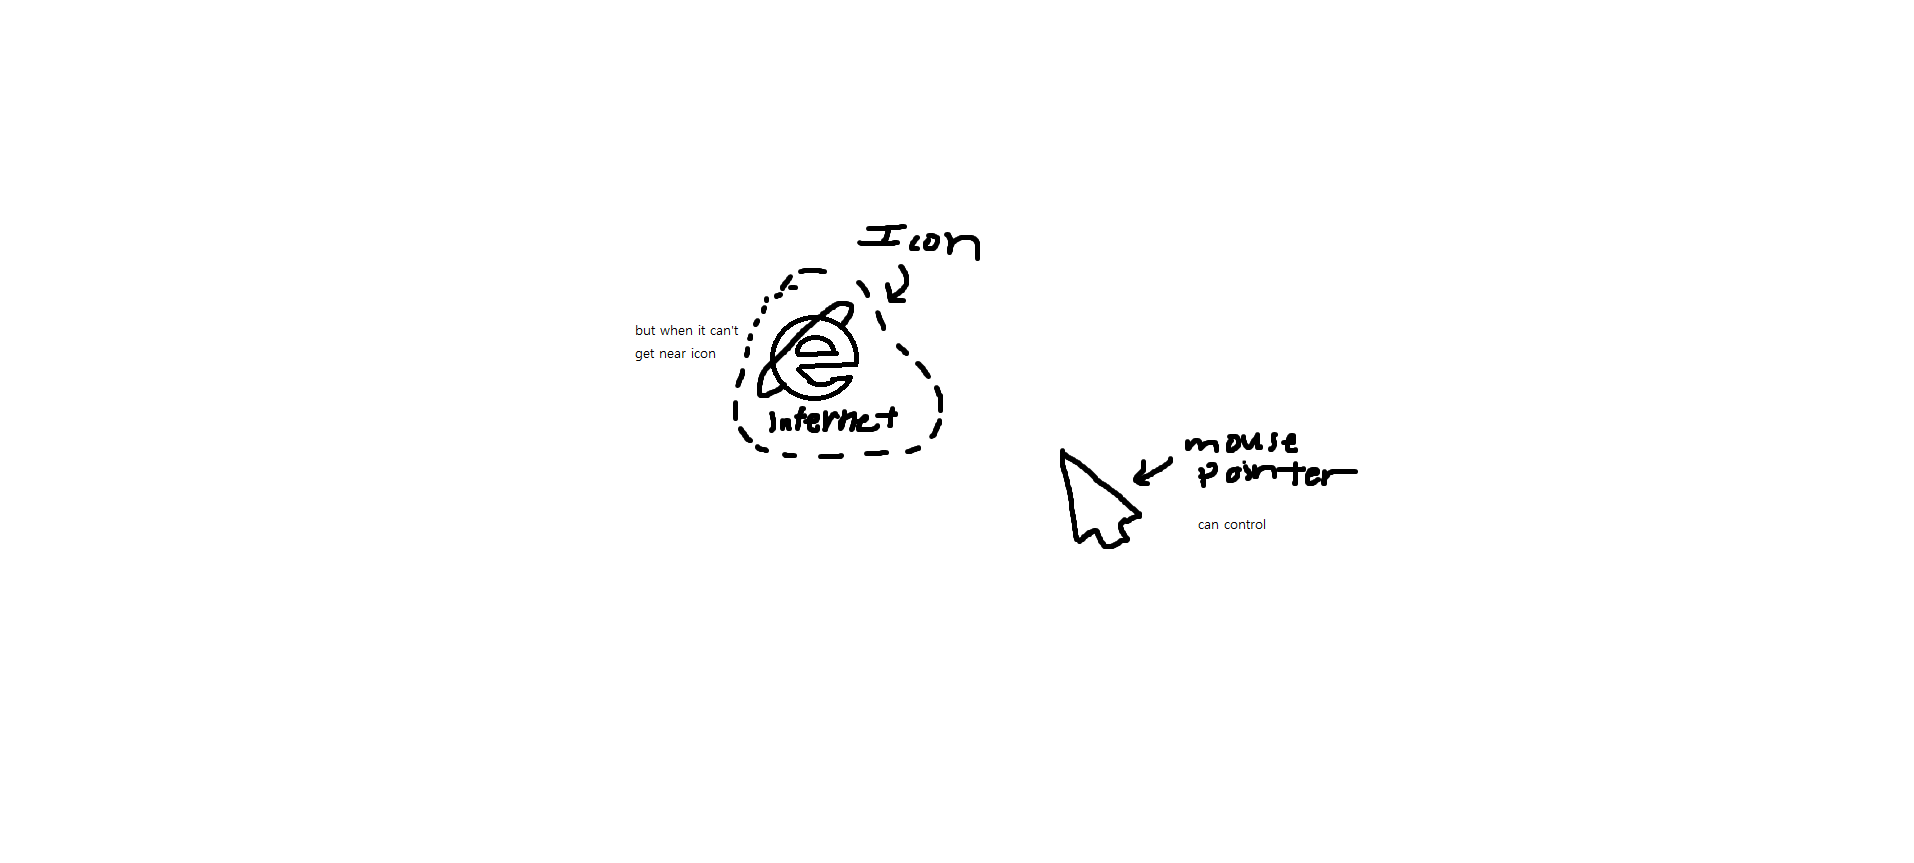 Icon
but when it can't
get near icon
e
Internet
mouse
pointer
can control